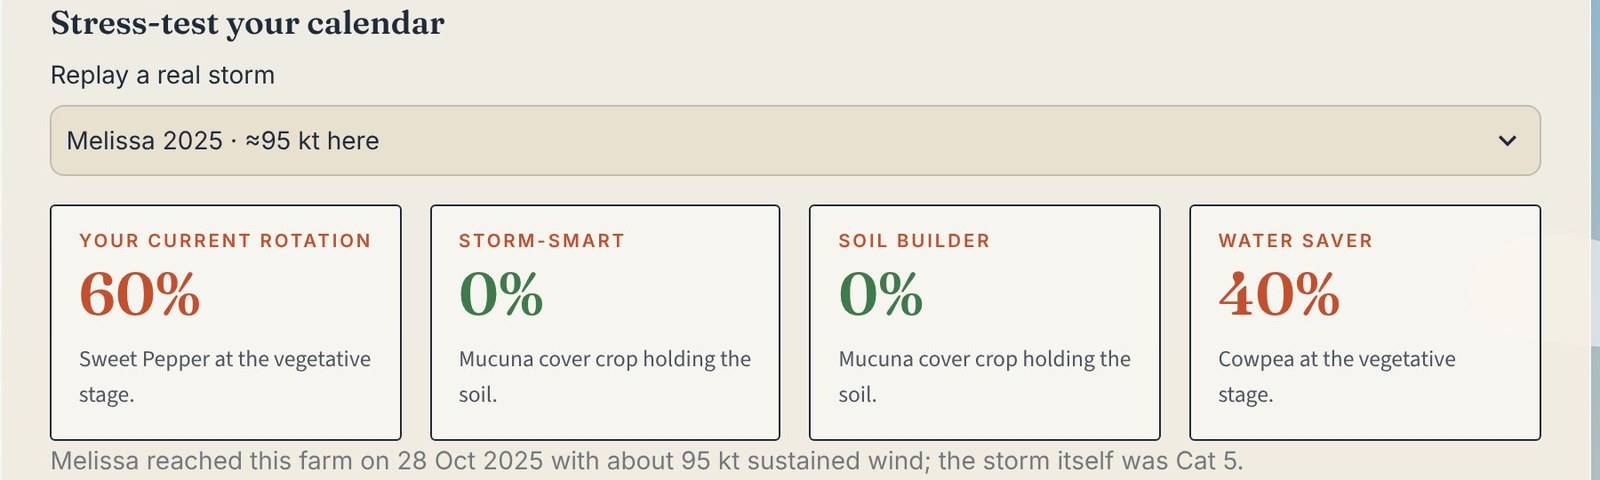 Stress-test your calendar
Replay a real storm
Melissa 2025 · ≈95 kt here
YOUR CURRENT ROTATION
60%
Sweet Pepper at the vegetative
stage.
STORM-SMART
0%
Mucuna cover crop holding the
soil.
SOIL BUILDER
0%
Mucuna cover crop holding the
soil.
WATER SAVER
40%
Cowpea at the vegetative
stage.
Melissa reached this farm on 28 Oct 2025 with about 95 kt sustained wind; the storm itself was Cat 5.